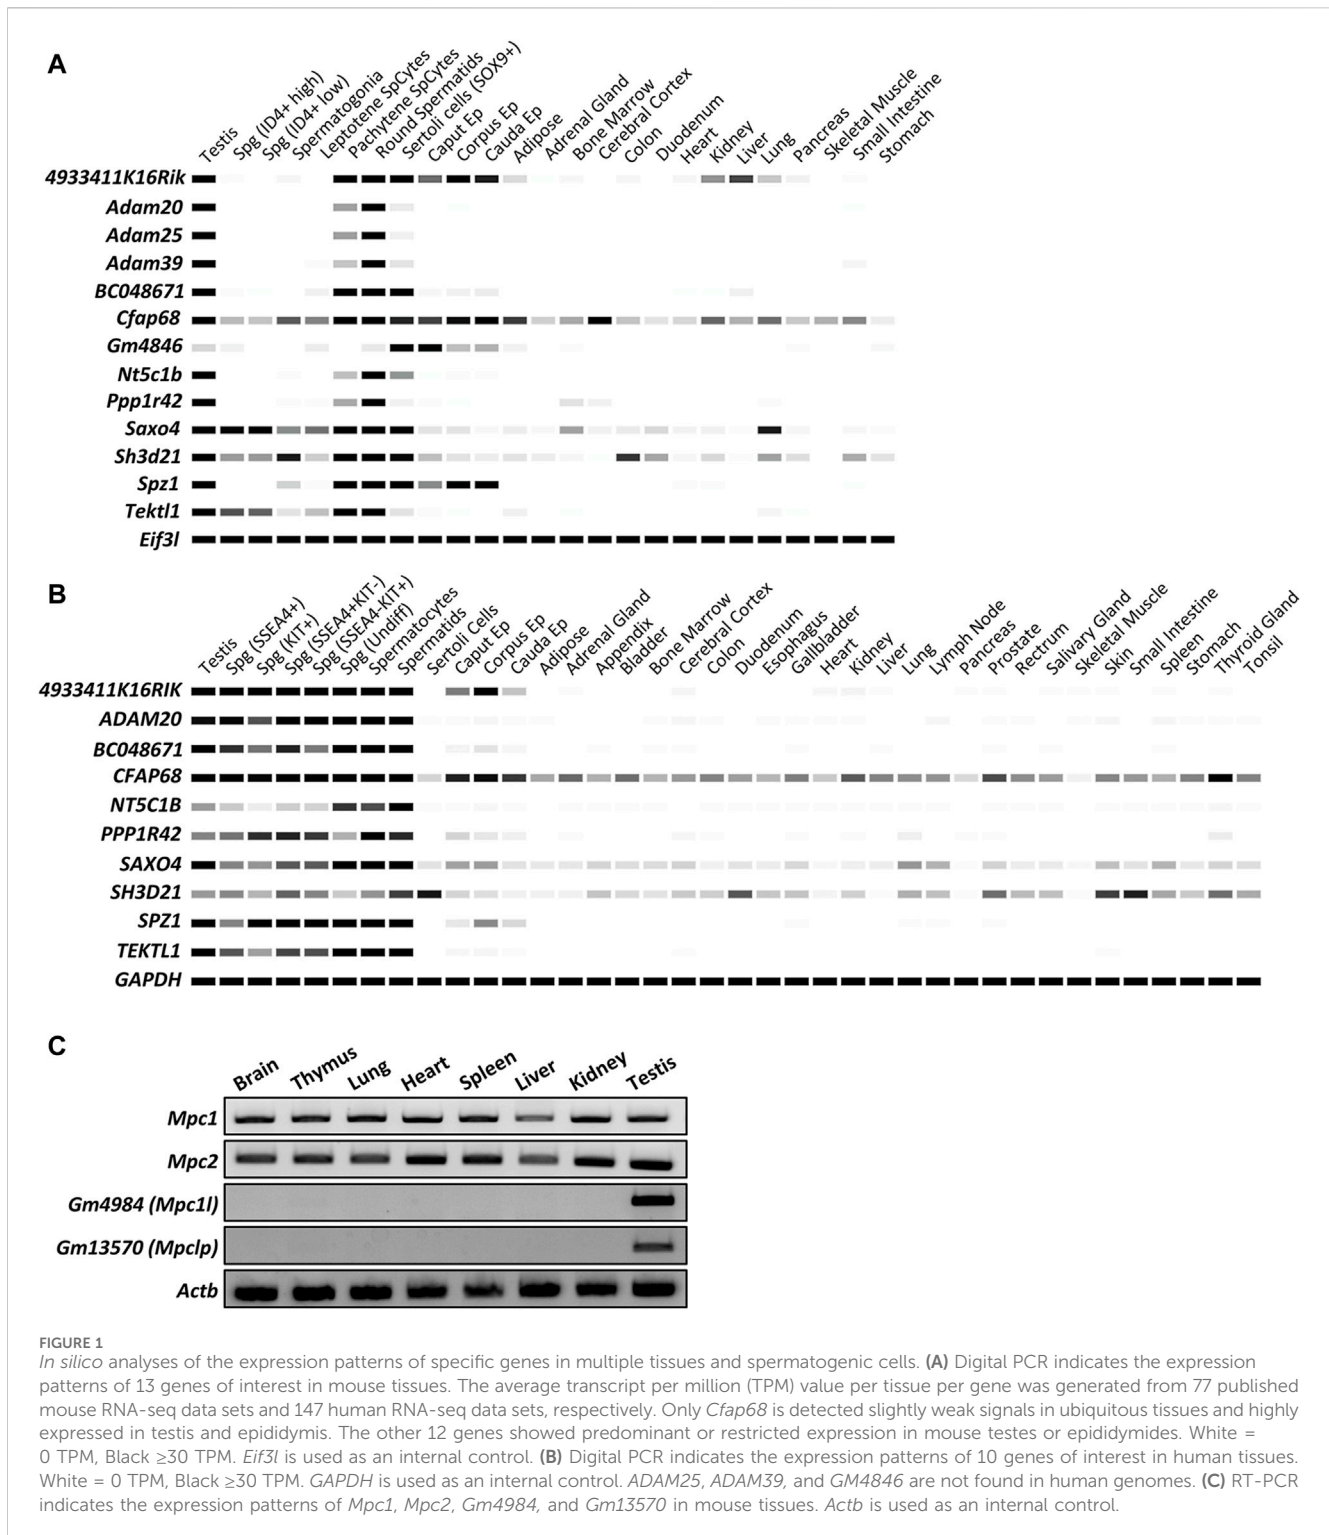 A
Testis
Spg (ID4+ high)
Spg (ID4+ low)
Spermatogonia
Leptotene SpCytes
Pachytene SpCytes
Round Spermatids
Sertoli cells (SOX9+)
Caput Ep
Corpus Ep
Cauda Ep
Adipose
Adrenal Gland
Bone Marrow
Cerebral Cortex
Colon
Duodenum
Heart
Kidney
Liver
Lung
Pancreas
Skeletal Muscle
Small Intestine
Stomach
4933411K16Rik
Adam20
Adam25
Adam39
BC048671
Cfap68
Gm4846
Nt5c1b
Ppp1r42
Saxo4
Sh3d21
Spz1
Tektl1
Eif3l
B
Testis
Spg (SSEA4+)
Spg (KIT+)
Spg (SSEA4+KIT-)
Spg (SSEA4-KIT+)
Spg (Undiff)
Spermatocytes
Spermatids
Sertoli Cells
Caput Ep
Corpus Ep
Cauda Ep
Adipose
Adrenal Gland
Appendix
Bladder
Bone Marrow
Cerebral Cortex
Colon
Duodenum
Esophagus
Gallbladder
Heart
Kidney
Liver
Lung
Lymph Node
Pancreas
Prostate
Rectrum
Salivary Gland
Skeletal Muscle
Skin
Small Intestine
Spleen
Stomach
Thyroid Gland
Tonsil
4933411K16RIK
ADAM20
BC048671
CFAP68
NT5C1B
PPP1R42
SAXO4
SH3D21
SPZ1
TEKTL1
GAPDH
C
Brain
Thymus
Lung
Heart
Spleen
Liver
Kidney
Testis
Mpc1
Mpc2
Gm4984 (Mpc1l)
Gm13570 (Mpclp)
Actb
FIGURE 1
In silico analyses of the expression patterns of specific genes in multiple tissues and spermatogenic cells. (A) Digital PCR indicates the expression
patterns of 13 genes of interest in mouse tissues. The average transcript per million (TPM) value per tissue per gene was generated from 77 published
mouse RNA-seq data sets and 147 human RNA-seq data sets, respectively. Only Cfap68 is detected slightly weak signals in ubiquitous tissues and highly
expressed in testis and epididymis. The other 12 genes showed predominant or restricted expression in mouse testes or epididymides. White =
0 TPM, Black ≥30 TPM. Eif3l is used as an internal control. (B) Digital PCR indicates the expression patterns of 10 genes of interest in human tissues.
White = 0 TPM, Black ≥30 TPM. GAPDH is used as an internal control. ADAM25, ADAM39, and GM4846 are not found in human genomes. (C) RT-PCR
indicates the expression patterns of Mpc1, Mpc2, Gm4984, and Gm13570 in mouse tissues. Actb is used as an internal control.